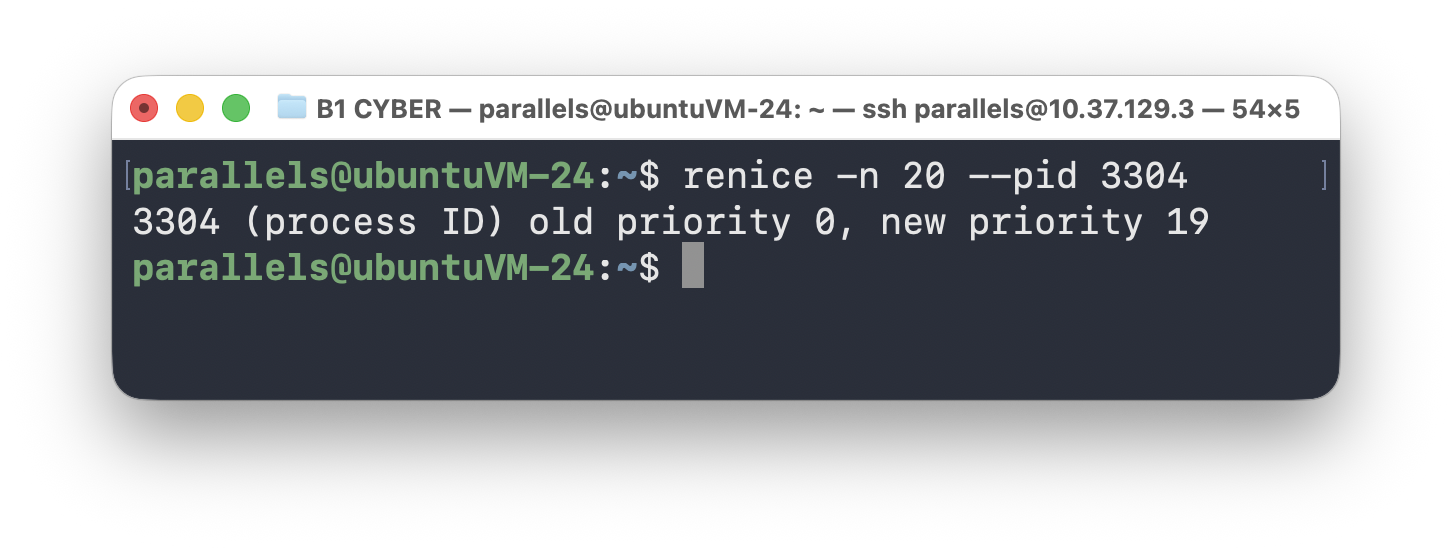 B1 CYBER — parallels@ubuntuVM-24: ~ — ssh parallels@10.37.129.3 — 54×5
[parallels@ubuntuVM-24:~$ renice -n 20 --pid 3304 ]
3304 (process ID) old priority 0, new priority 19
parallels@ubuntuVM-24:~$